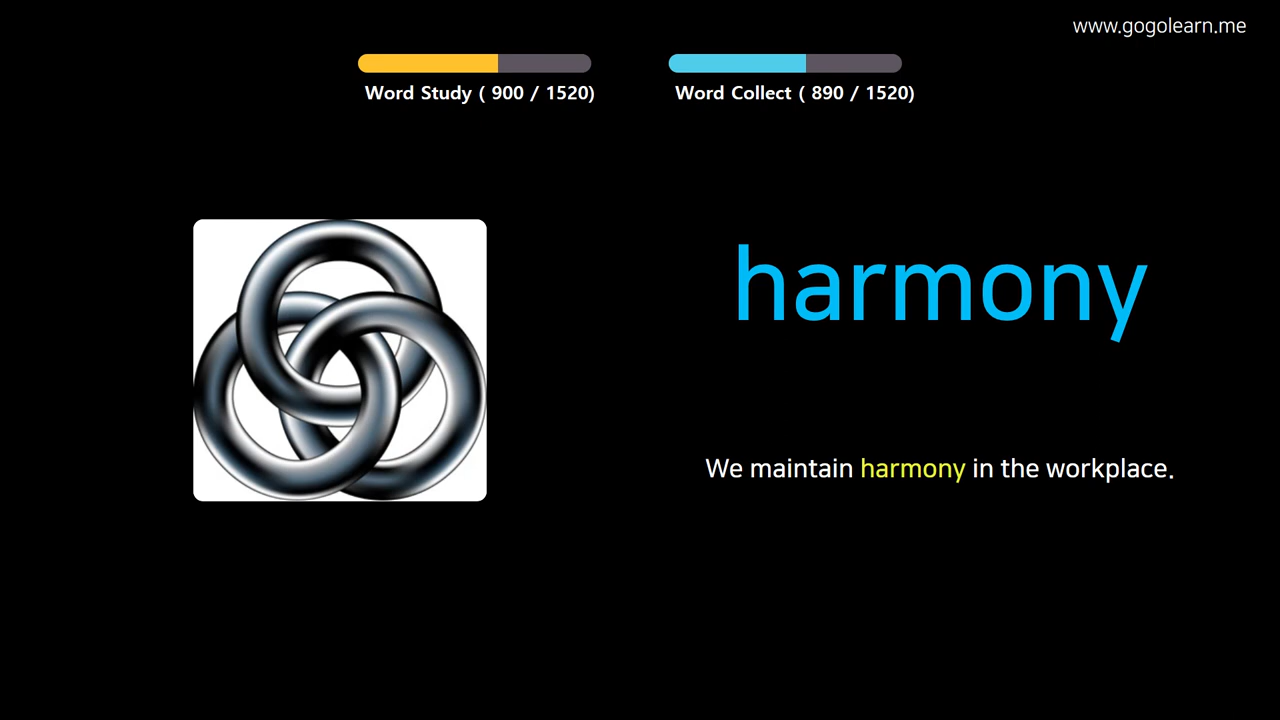 www.gogolearn.me
Word Study ( 900 / 1520)
Word Collect ( 890 / 1520)
harmony
We maintain harmony in the workplace.